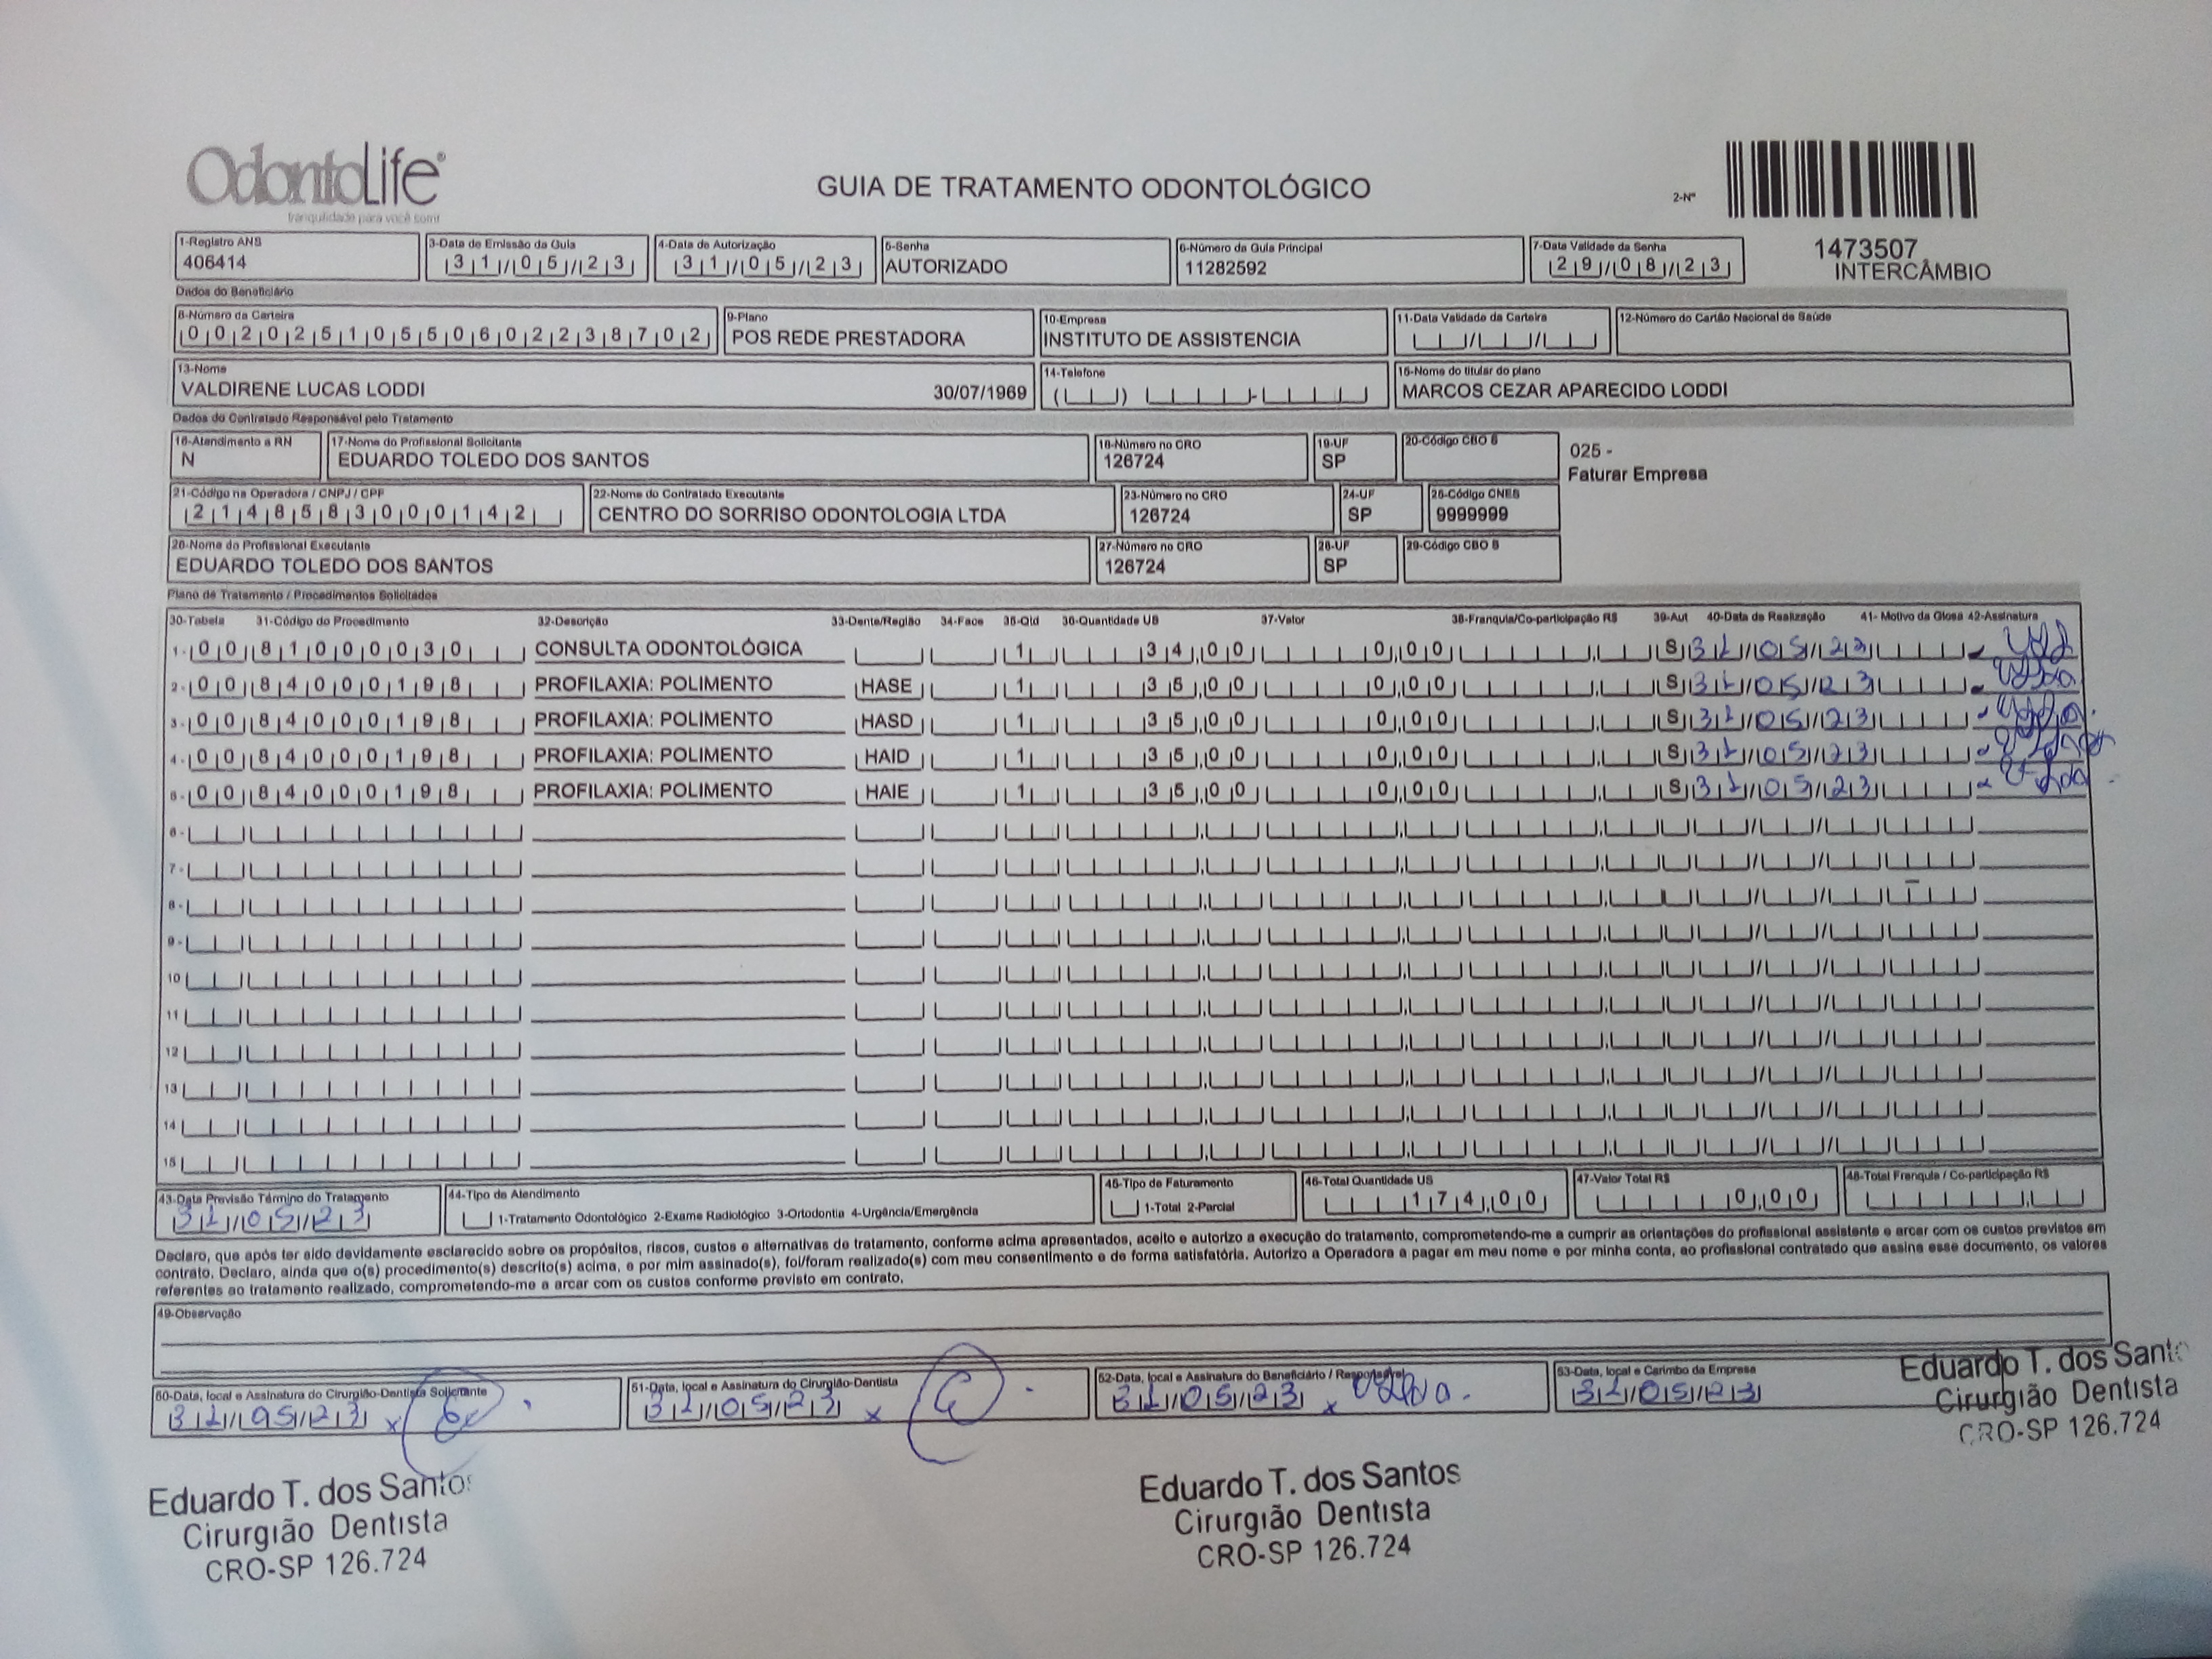 OdontoLife®
tranquilidade para você sorrir
GUIA DE TRATAMENTO ODONTOLÓGICO
2-Nº
1473507
INTERCÂMBIO
1-Registro ANS
406414
3-Data de Emissão da Guia
31/05/23
4-Data de Autorização
31/05/23
5-Senha
AUTORIZADO
6-Número da Guia Principal
11282592
7-Data Validade da Senha
29/08/23
Dados do Beneficiário
8-Número da Carteira
00202510550602238702
9-Plano
POS REDE PRESTADORA
10-Empresa
INSTITUTO DE ASSISTENCIA
11-Data Validade da Carteira
12-Número do Cartão Nacional de Saúde
13-Nome
VALDIRENE LUCAS LODDI 30/07/1969
14-Telefone
15-Nome do titular do plano
MARCOS CEZAR APARECIDO LODDI
Dados do Contratado Responsável pelo Tratamento
16-Atendimento a RN
N
17-Nome do Profissional Solicitante
EDUARDO TOLEDO DOS SANTOS
18-Número no CRO
126724
19-UF
SP
20-Código CBO S
025 -
Faturar Empresa
21-Código na Operadora / CNPJ / CPF
21485830000142
22-Nome do Contratado Executante
CENTRO DO SORRISO ODONTOLOGIA LTDA
23-Número no CRO
126724
24-UF
SP
25-Código CNES
9999999
26-Nome do Profissional Executante
EDUARDO TOLEDO DOS SANTOS
27-Número no CRO
126724
28-UF
SP
29-Código CBO S
Plano de Tratamento / Procedimentos Solicitados
30-Tabela 31-Código do Procedimento 32-Descrição 33-Dente/Região 34-Face 35-Qtd 36-Quantidade US 37-Valor 38-Franquia/Co-participação R$ 39-Aut 40-Data de Realização 41- Motivo da Glosa 42-Assinatura
1- 00 81000030 CONSULTA ODONTOLÓGICA 1 34,00 0,00 S 31/05/23
2- 00 84000198 PROFILAXIA: POLIMENTO HASE 1 35,00 0,00 S 31/05/23
3- 00 84000198 PROFILAXIA: POLIMENTO HASD 1 35,00 0,00 S 31/05/23
4- 00 84000198 PROFILAXIA: POLIMENTO HAID 1 35,00 0,00 S 31/05/23
5- 00 84000198 PROFILAXIA: POLIMENTO HAIE 1 35,00 0,00 S 31/05/23
6-
7-
8-
9-
10
11
12
13
14
15
43-Data Previsão Término do Tratamento
31/05/23
44-Tipo de Atendimento
1-Tratamento Odontológico 2-Exame Radiológico 3-Ortodontia 4-Urgência/Emergência
45-Tipo de Faturamento
1-Total 2-Parcial
46-Total Quantidade US
174,00
47-Valor Total R$
0,00
48-Total Franquia / Co-participação R$
Declaro, que após ter sido devidamente esclarecido sobre os propósitos, riscos, custos e alternativas de tratamento, conforme acima apresentados, aceito e autorizo a execução do tratamento, comprometendo-me a cumprir as orientações do profissional assistente e arcar com os custos previstos em
contrato. Declaro, ainda que o(s) procedimento(s) descrito(s) acima, e por mim assinado(s), foi/foram realizado(s) com meu consentimento e de forma satisfatória. Autorizo a Operadora a pagar em meu nome e por minha conta, ao profissional contratado que assina esse documento, os valores
referentes ao tratamento realizado, comprometendo-me a arcar com os custos conforme previsto em contrato.
49-Observação
50-Data, local e Assinatura do Cirurgião-Dentista Solicitante
31/05/23 x
51-Data, local e Assinatura do Cirurgião-Dentista
31/05/23 x
52-Data, local e Assinatura do Beneficiário / Responsável
31/05/23 x
53-Data, local e Carimbo da Empresa
31/05/23
Eduardo T. dos Santo
Cirurgião Dentista
CRO-SP 126.724
Eduardo T. dos Santos
Cirurgião Dentista
CRO-SP 126.724
Eduardo T. dos Santos
Cirurgião Dentista
CRO-SP 126.724